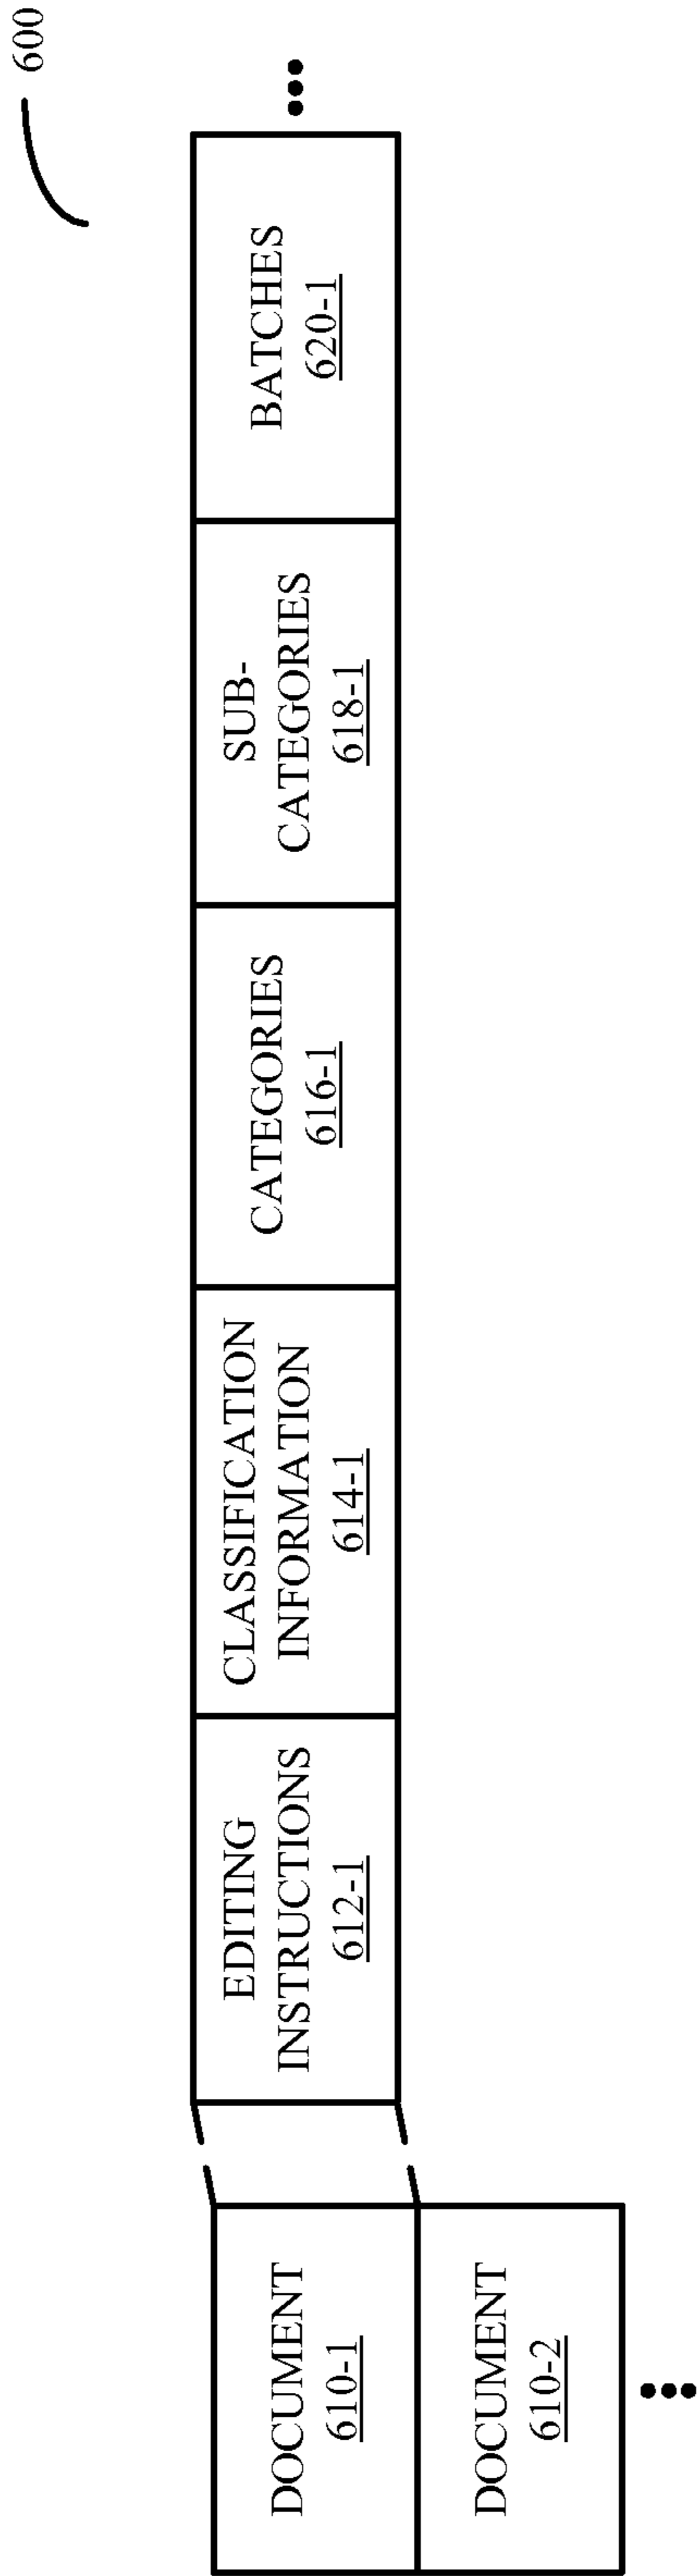 600
DOCUMENT
610-1
DOCUMENT
610-2
EDITING
INSTRUCTIONS
612-1
CLASSIFICATION
INFORMATION
614-1
CATEGORIES
616-1
SUB-
CATEGORIES
618-1
BATCHES
620-1